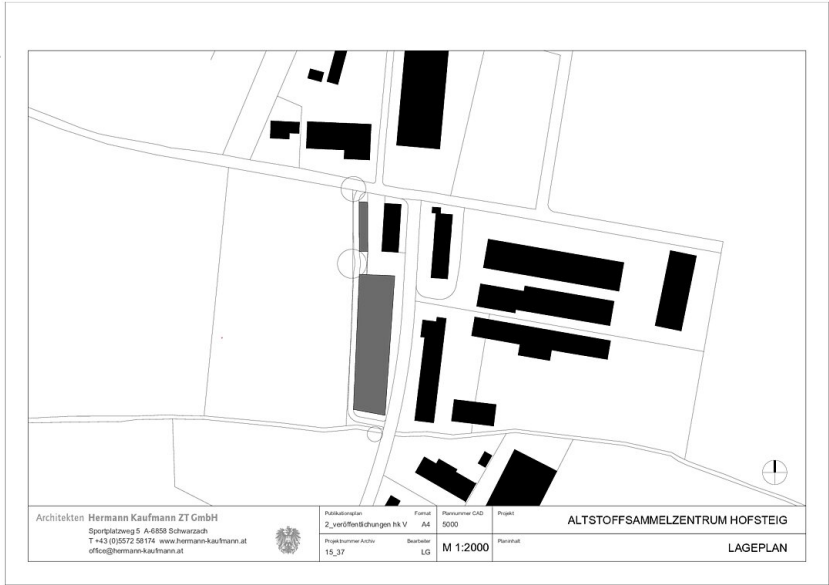 Architekten Hermann Kaufmann ZT GmbH
Sportplatzweg 5 A-6858 Schwarzach
T +43 (0)5572 58174 www.hermann-kaufmann.at
office@hermann-kaufmann.at
Publikationsplan Format
2_veröffentlichungen hk V A4
Projektnummer Archiv Bearbeiter
15_37 LG
Plannummer CAD
5000
M 1:2000
Projekt
ALTSTOFFSAMMELZENTRUM HOFSTEIG
Planinhalt
LAGEPLAN